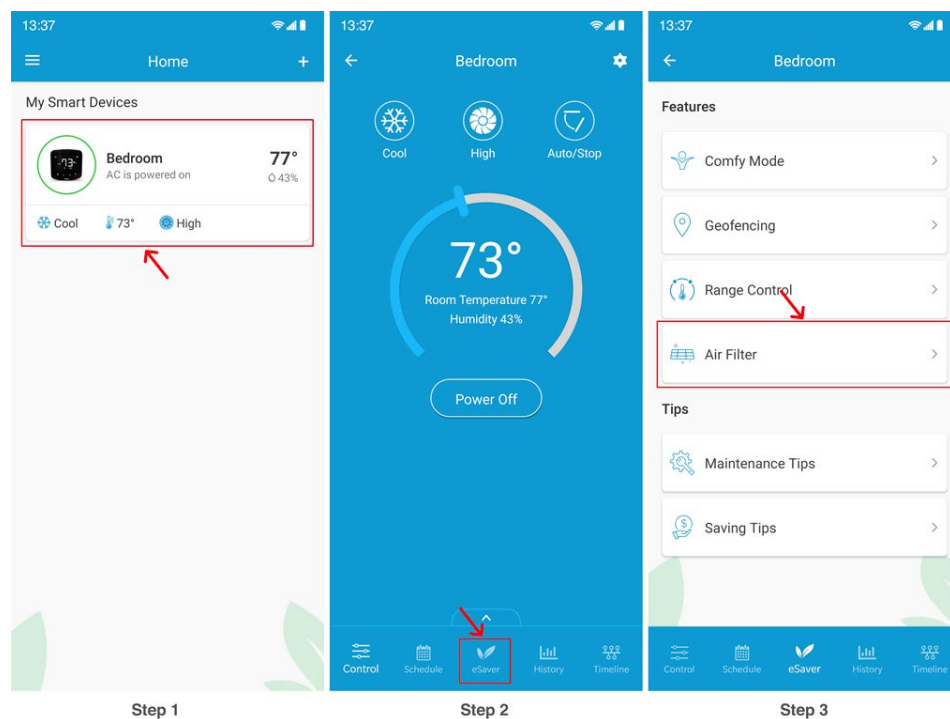 13:37
Home
+
My Smart Devices
73°
Bedroom
AC is powered on
77°
43%
Cool
73°
High
Step 1
13:37
Bedroom
Cool
High
Auto/Stop
73°
Room Temperature 77°
Humidity 43%
Power Off
Control
Schedule
eSaver
History
Timeline
Step 2
13:37
Bedroom
Features
Comfy Mode
Geofencing
Range Control
Air Filter
Tips
Maintenance Tips
$
Saving Tips
Control
Schedule
eSaver
History
Timeline
Step 3